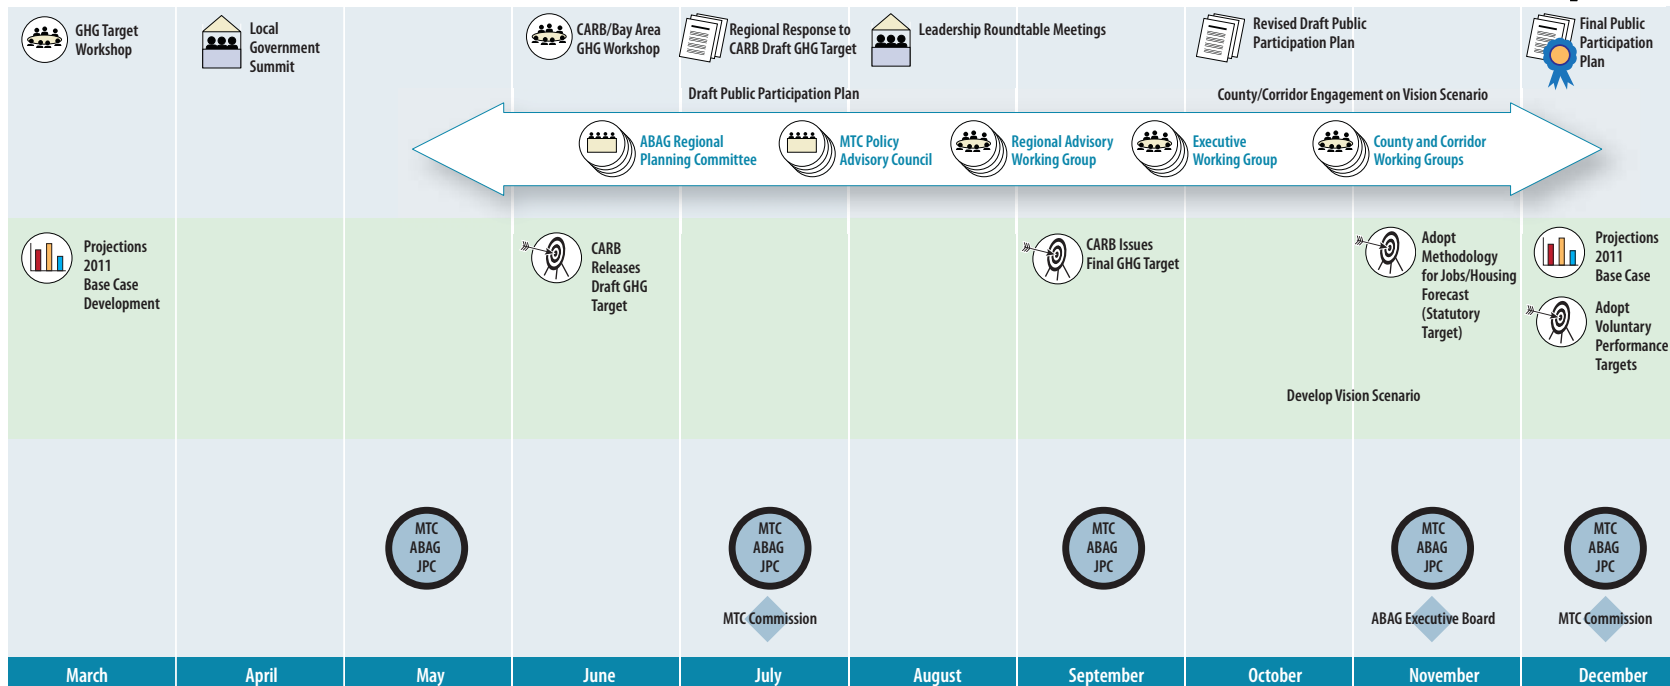 GHG Target
Workshop
Local
Government
Summit
CARB/Bay Area
GHG Workshop
Regional Response to
CARB Draft GHG Target
Leadership Roundtable Meetings
Revised Draft Public
Participation Plan
Final Public
Participation
Plan
Draft Public Participation Plan
County/Corridor Engagement on Vision Scenario
ABAG Regional
Planning Committee
MTC Policy
Advisory Council
Regional Advisory
Working Group
Executive
Working Group
County and Corridor
Working Groups
Projections
2011
Base Case
Development
CARB
Releases
Draft GHG
Target
CARB Issues
Final GHG Target
Adopt
Methodology
for Jobs/Housing
Forecast
(Statutory
Target)
Projections
2011
Base Case
Adopt
Voluntary
Performance
Targets
Develop Vision Scenario
MTC
ABAG
JPC
MTC
ABAG
JPC
MTC
ABAG
JPC
MTC
ABAG
JPC
MTC
ABAG
JPC
MTC Commission
ABAG Executive Board
MTC Commission
March
April
May
June
July
August
September
October
November
December